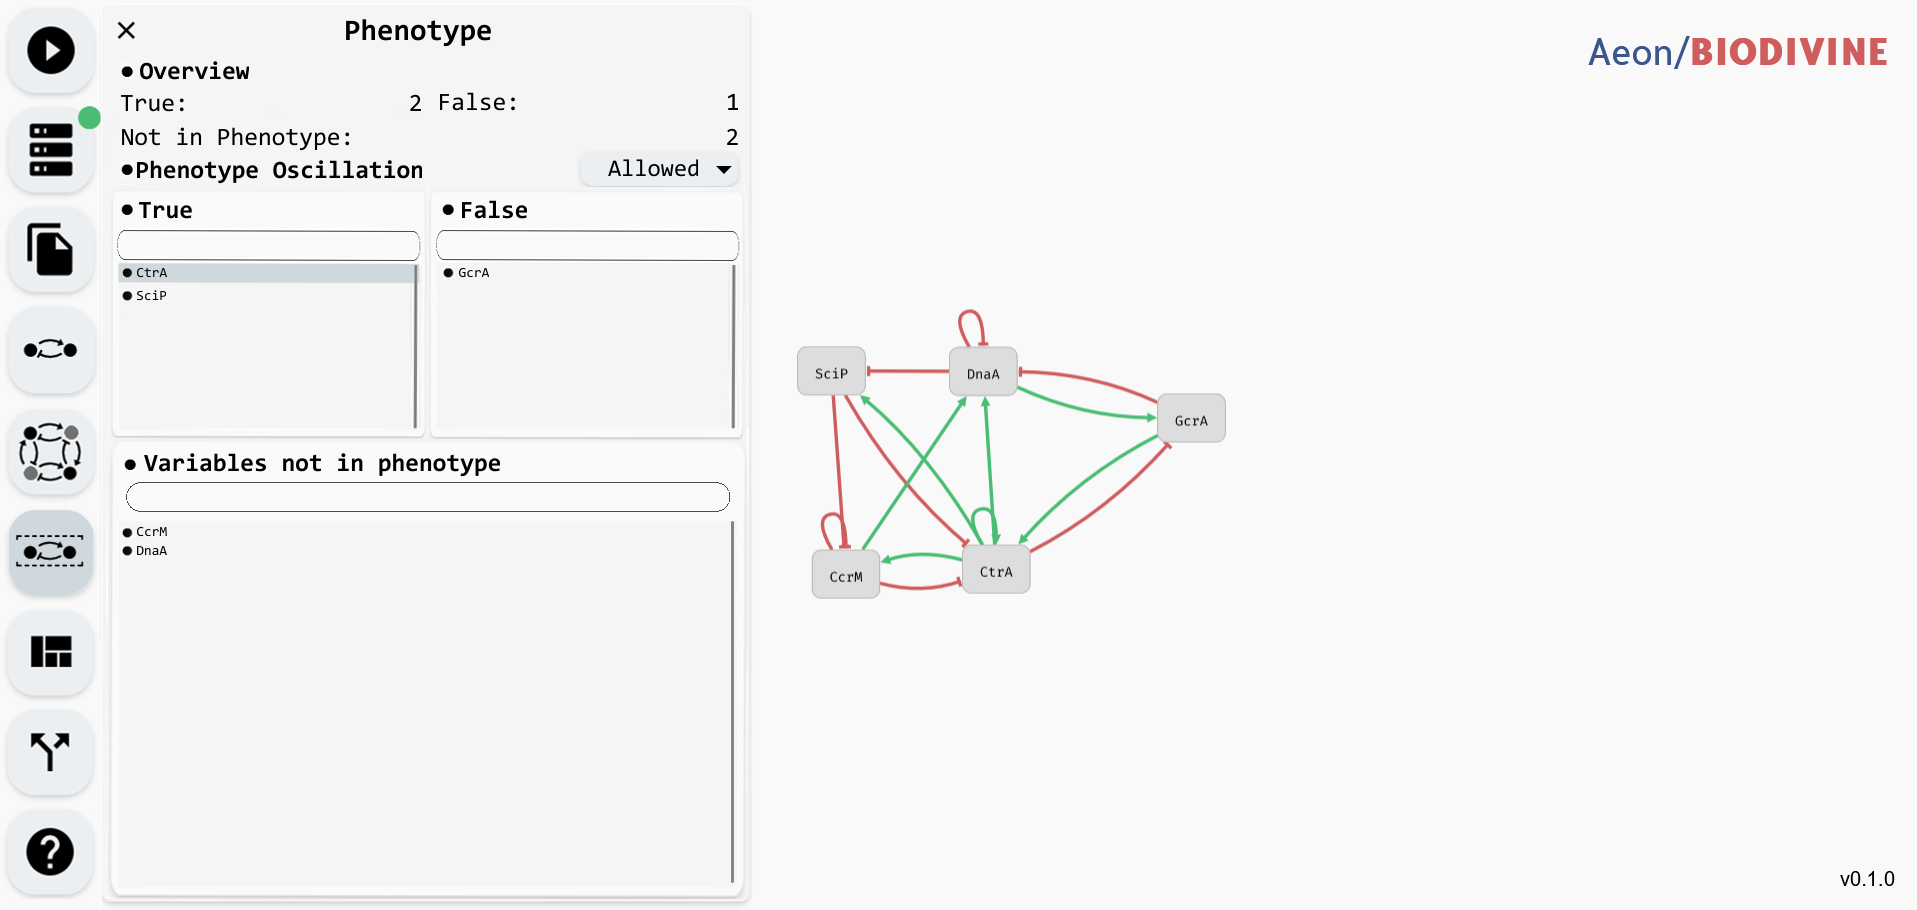 Phenotype
Overview
True: 2 False: 1
Not in Phenotype: 2
Phenotype Oscillation Allowed
True
CtrA
SciP
False
GcrA
Variables not in phenotype
CcrM
DnaA
Aeon/BIODIVINE
SciP
DnaA
GcrA
CcrM
CtrA
v0.1.0